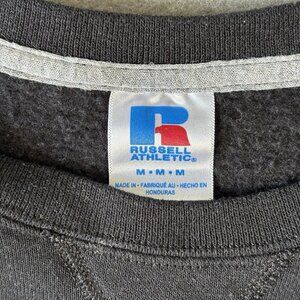 R
RUSSELL
ATHLETIC®
M • M • M
MADE IN • FABRIQUÉ AU • HECHO EN
HONDURAS